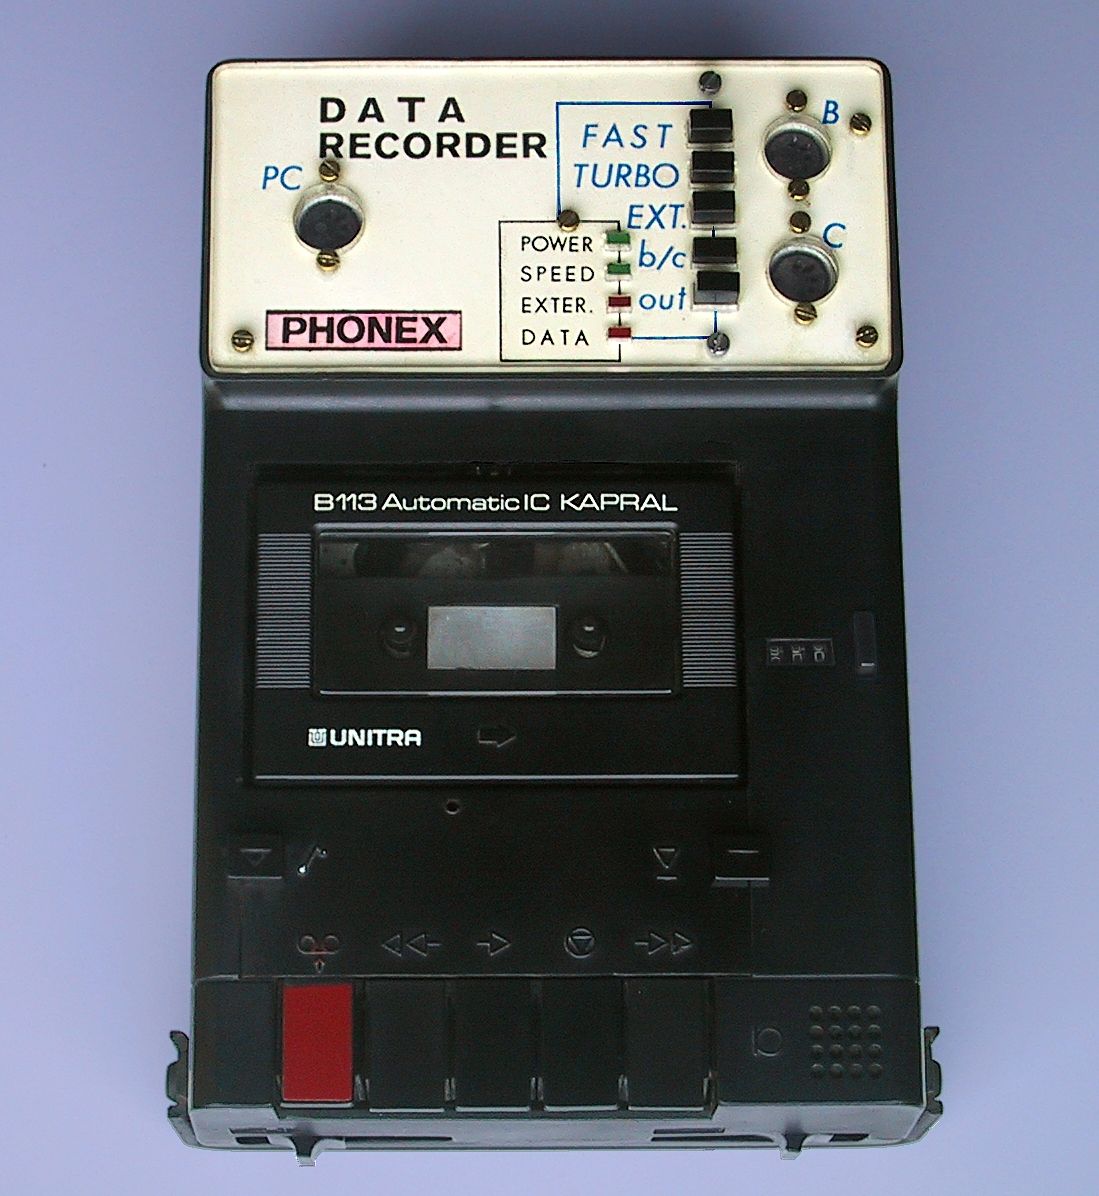 DATA
RECORDER
PC
PHONEX
FAST
TURBO
EXT.
b/c
out
POWER
SPEED
EXTER.
DATA
B
C
B113 Automatic IC KAPRAL
UNITRA